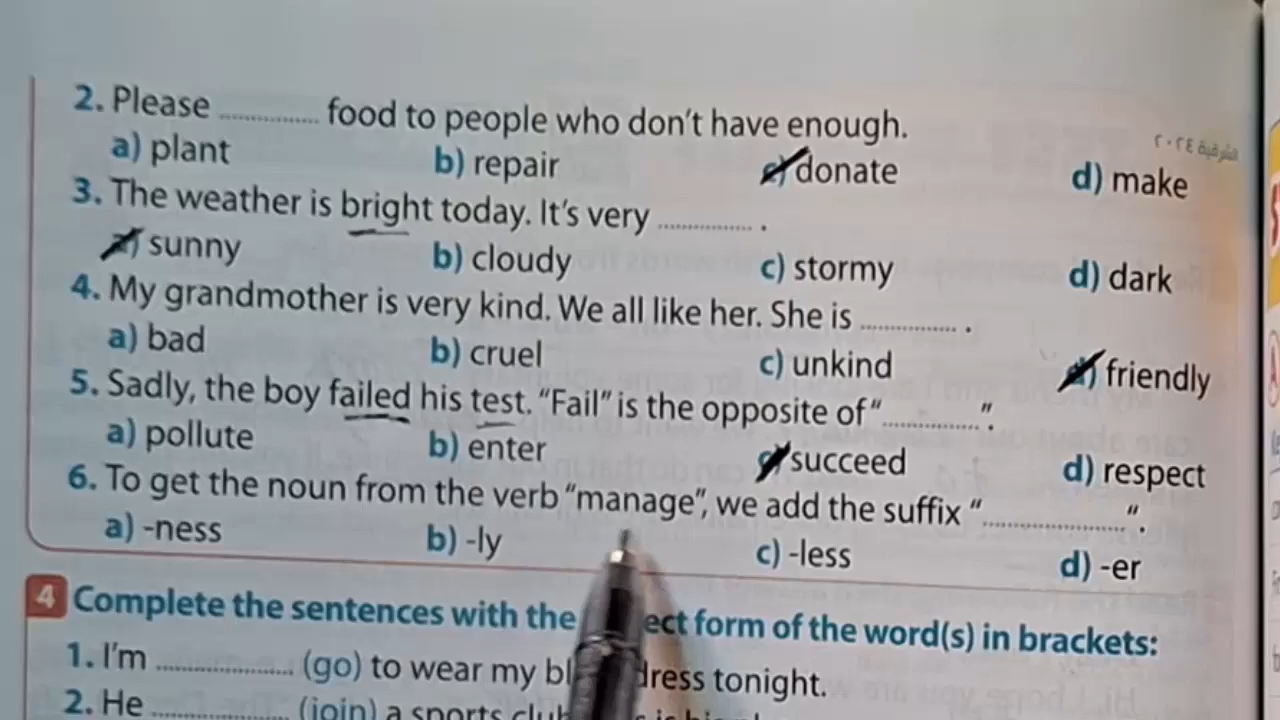 2. Please ............... food to people who don't have enough.
الشرقية ٢٠٢٤
a) plant b) repair c) donate d) make
3. The weather is bright today. It's very ............... .
a) sunny b) cloudy c) stormy d) dark
4. My grandmother is very kind. We all like her. She is ............... .
a) bad b) cruel c) unkind d) friendly
5. Sadly, the boy failed his test. "Fail" is the opposite of "...............".
a) pollute b) enter c) succeed d) respect
6. To get the noun from the verb "manage", we add the suffix "......................".
a) -ness b) -ly c) -less d) -er
4 Complete the sentences with the ect form of the word(s) in brackets:
1. I'm ...................... (go) to wear my bl dress tonight.
2. He ...................... (join) a sports club